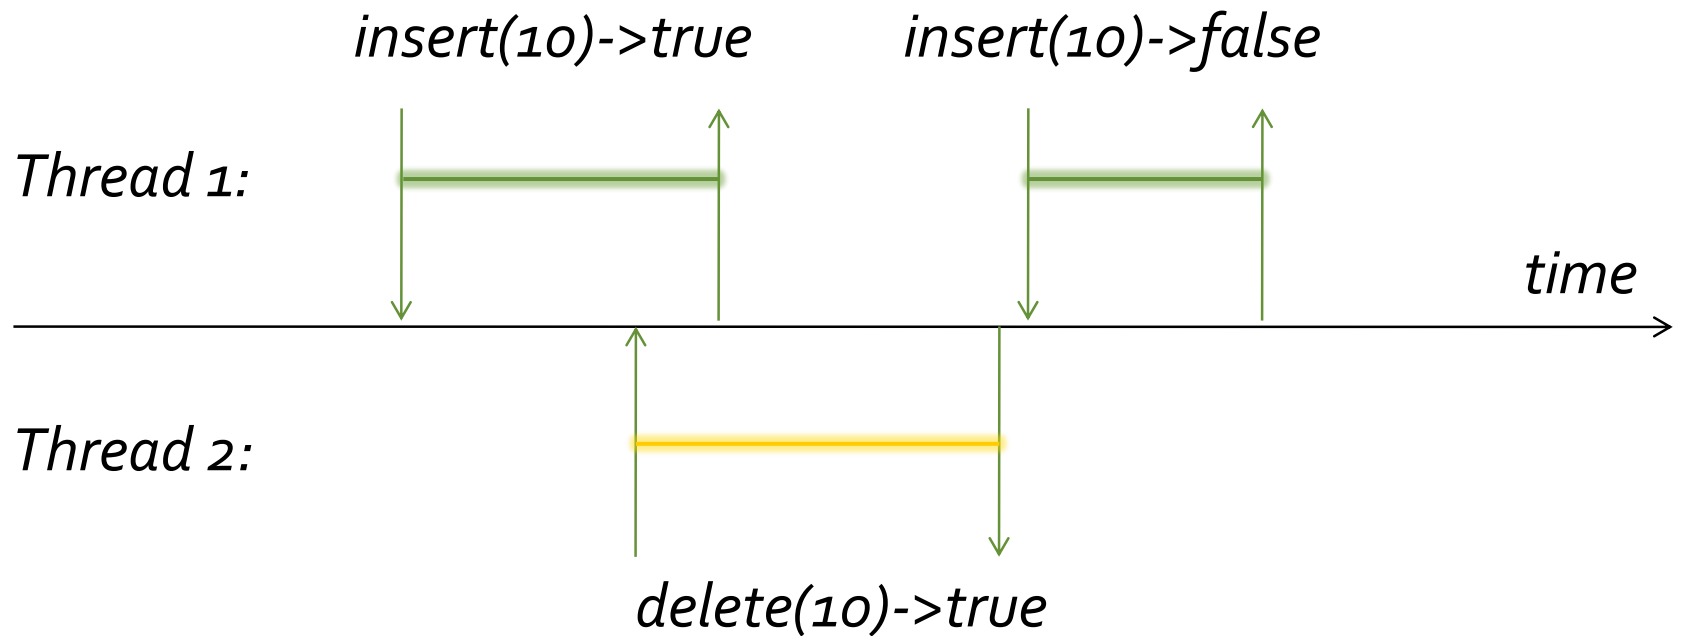 insert(10)->true insert(10)->false
Thread 1:
time
Thread 2:
delete(10)->true